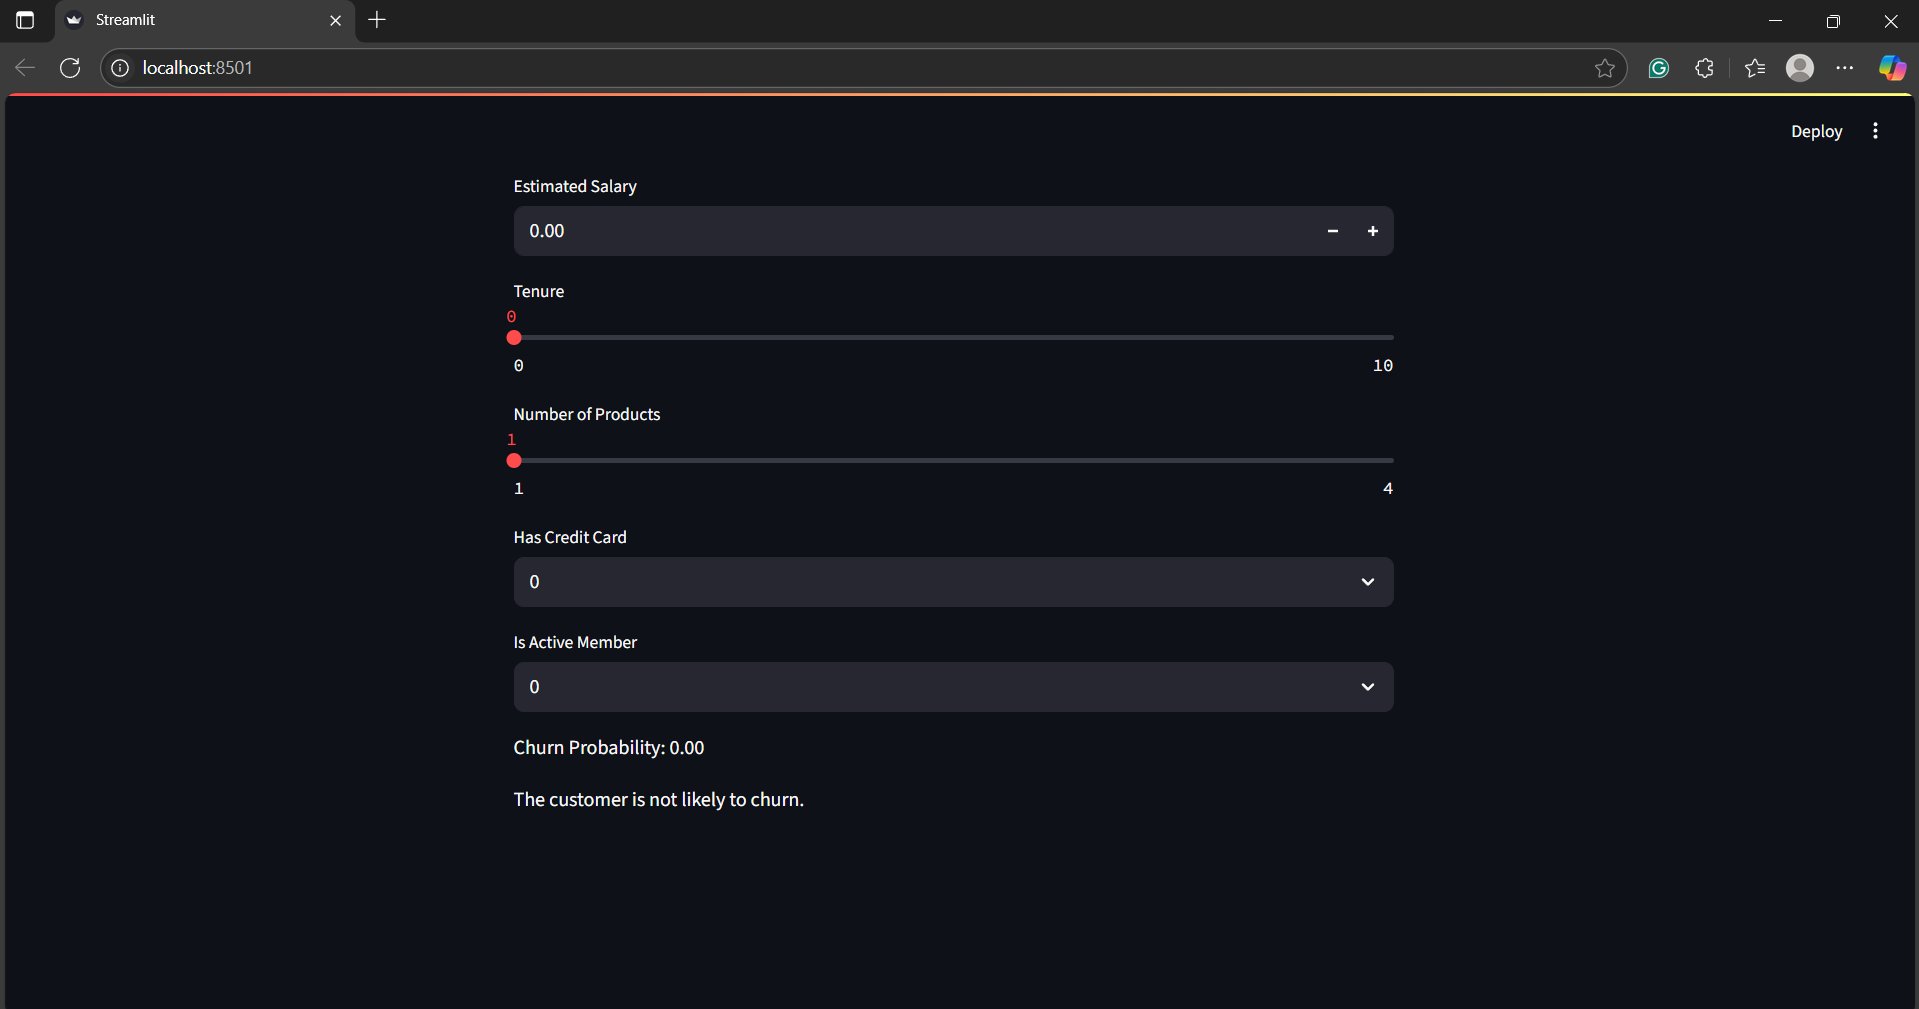 Streamlit
localhost:8501
Deploy
Estimated Salary
0.00
Tenure
0
0 10
Number of Products
1
1 4
Has Credit Card
0
Is Active Member
0
Churn Probability: 0.00
The customer is not likely to churn.